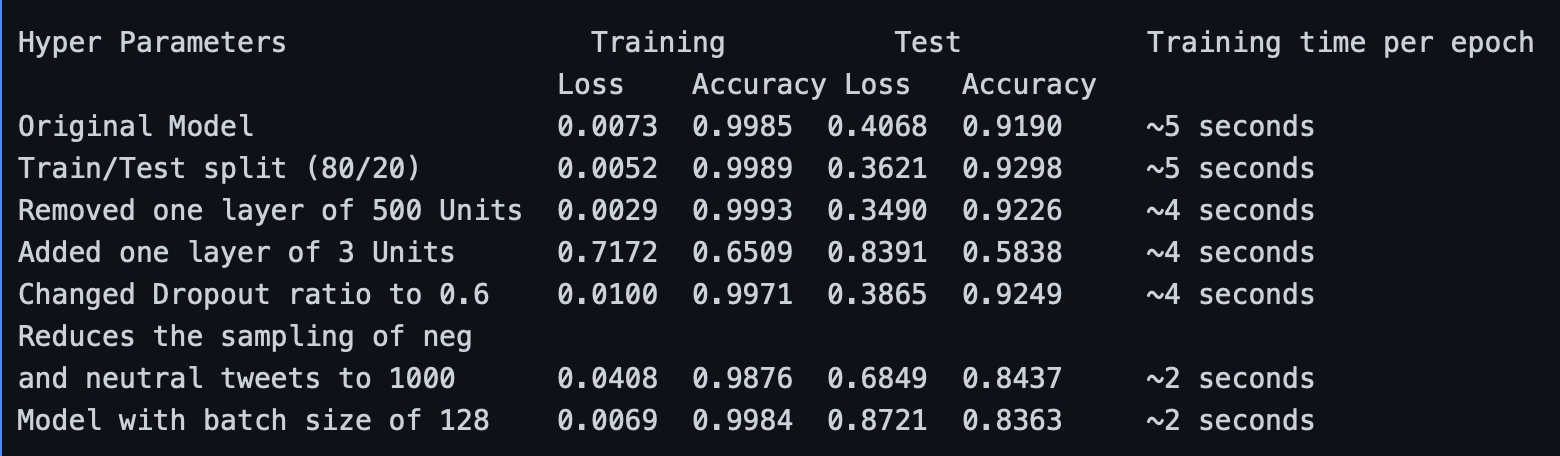 Hyper Parameters Training Test Training time per epoch
Loss Accuracy Loss Accuracy
Original Model 0.0073 0.9985 0.4068 0.9190 ~5 seconds
Train/Test split (80/20) 0.0052 0.9989 0.3621 0.9298 ~5 seconds
Removed one layer of 500 Units 0.0029 0.9993 0.3490 0.9226 ~4 seconds
Added one layer of 3 Units 0.7172 0.6509 0.8391 0.5838 ~4 seconds
Changed Dropout ratio to 0.6 0.0100 0.9971 0.3865 0.9249 ~4 seconds
Reduces the sampling of neg
and neutral tweets to 1000 0.0408 0.9876 0.6849 0.8437 ~2 seconds
Model with batch size of 128 0.0069 0.9984 0.8721 0.8363 ~2 seconds